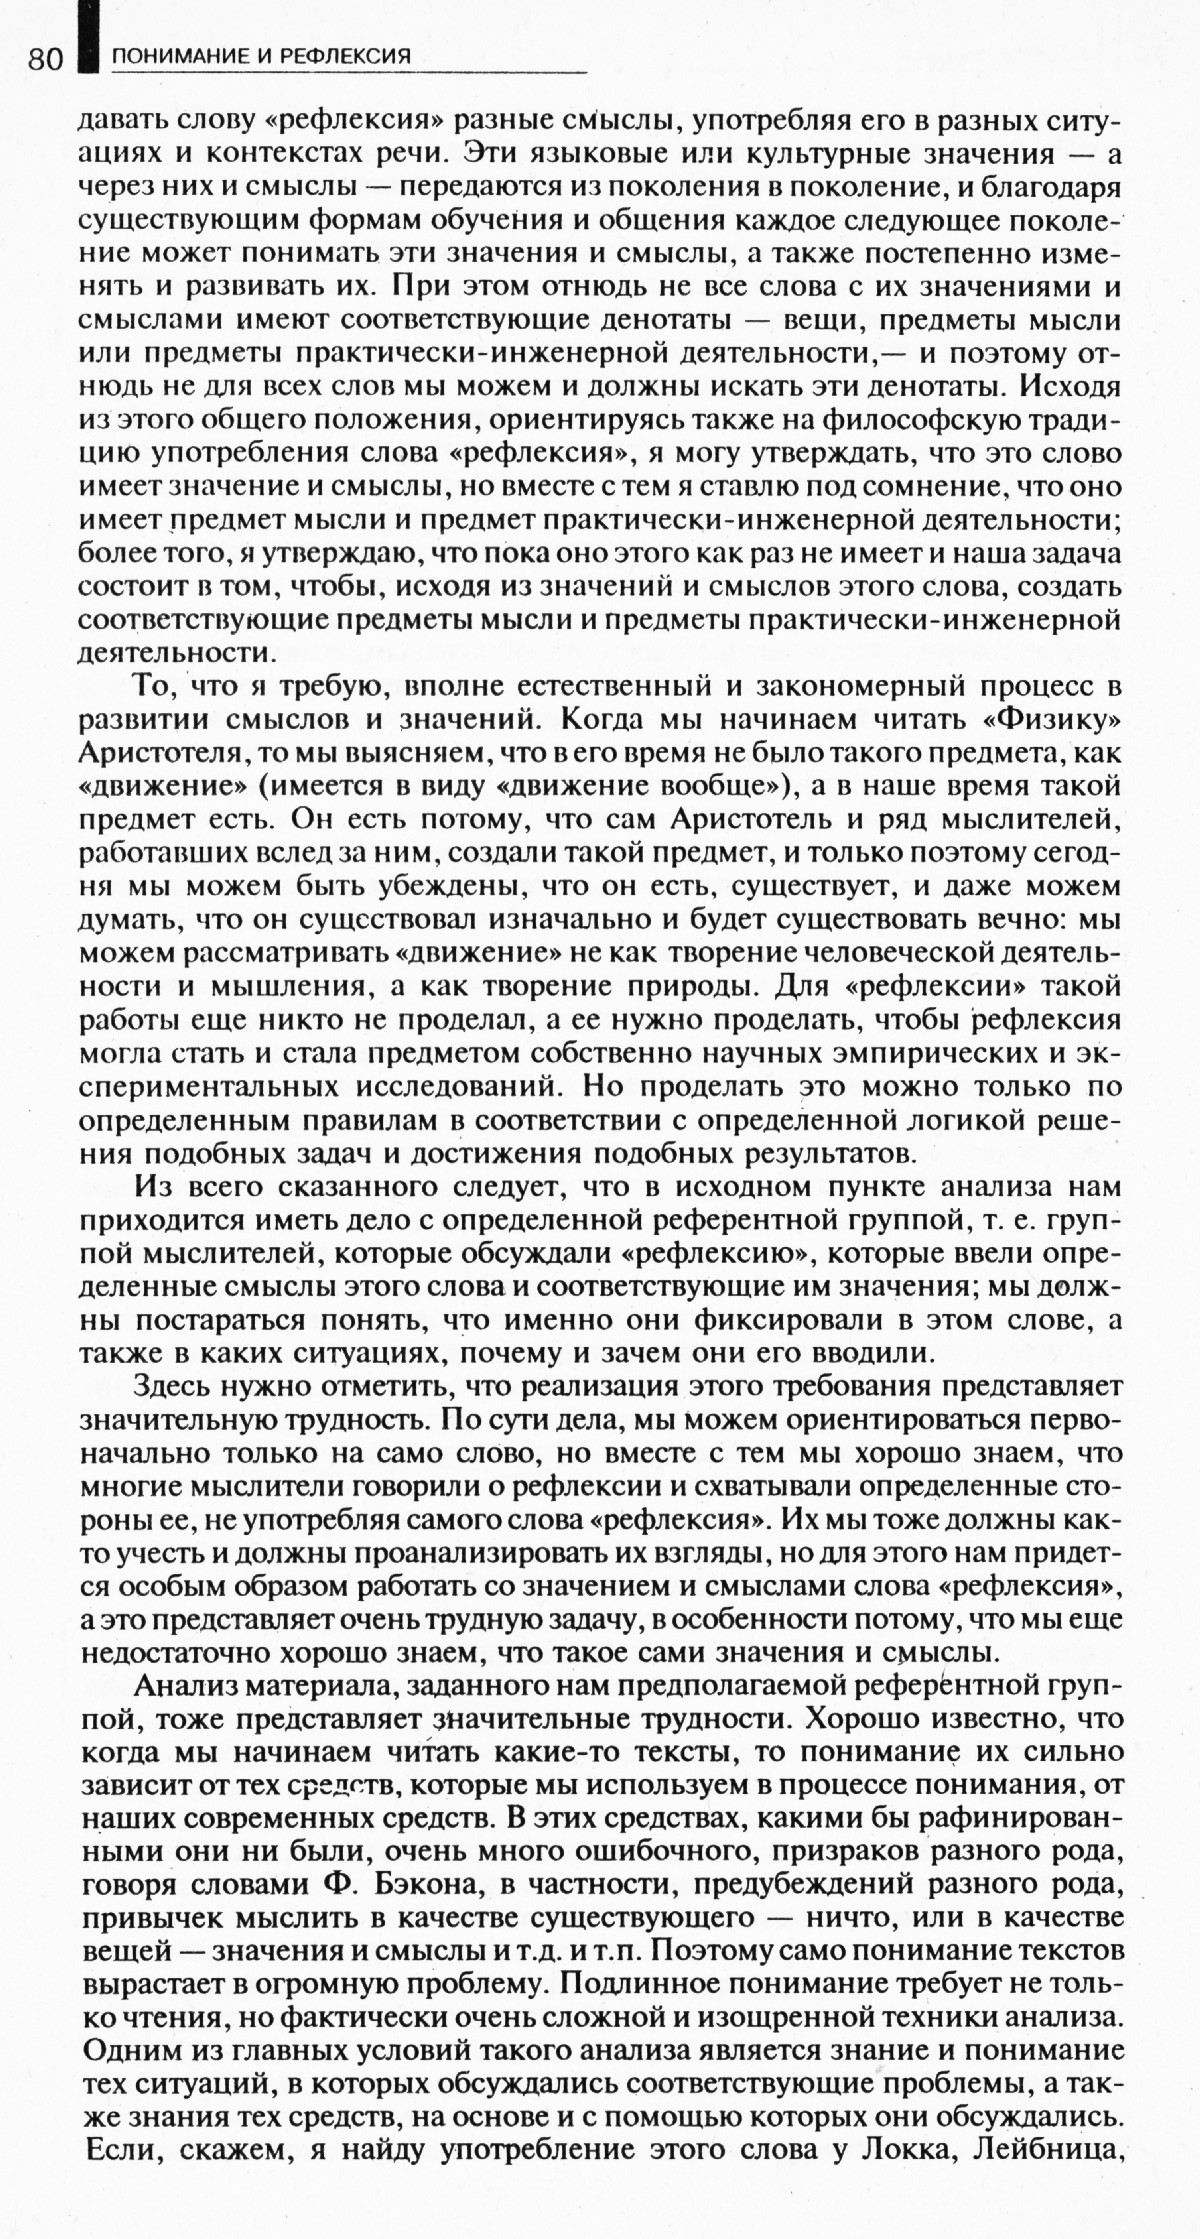 80
ПОНИМАНИЕ И РЕФЛЕКСИЯ
давать слову «рефлексия» разные смыслы, употребляя его в разных ситу-
ациях и контекстах речи. Эти языковые или культурные значения — а
через них и смыслы — передаются из поколения в поколение, и благодаря
существующим формам обучения и общения каждое следующее поколе-
ние может понимать эти значения и смыслы, а также постепенно изме-
нять и развивать их. При этом отнюдь не все слова с их значениями и
смыслами имеют соответствующие денотаты — вещи, предметы мысли
или предметы практически-инженерной деятельности,— и поэтому от-
нюдь не для всех слов мы можем и должны искать эти денотаты. Исходя
из этого общего положения, ориентируясь также на философскую тради-
цию употребления слова «рефлексия», я могу утверждать, что это слово
имеет значение и смыслы, но вместе с тем я ставлю под сомнение, что оно
имеет предмет мысли и предмет практически-инженерной деятельности;
более того, я утверждаю, что пока оно этого как раз не имеет и наша задача
состоит в том, чтобы, исходя из значений и смыслов этого слова, создать
соответствующие предметы мысли и предметы практически-инженерной
деятельности.
То, что я требую, вполне естественный и закономерный процесс в
развитии смыслов и значений. Когда мы начинаем читать «Физику»
Аристотеля, то мы выясняем, что в его время не было такого предмета, как
«движение» (имеется в виду «движение вообще»), а в наше время такой
предмет есть. Он есть потому, что сам Аристотель и ряд мыслителей,
работавших вслед за ним, создали такой предмет, и только поэтому сегод-
ня мы можем быть убеждены, что он есть, существует, и даже можем
думать, что он существовал изначально и будет существовать вечно: мы
можем рассматривать «движение» не как творение человеческой деятель-
ности и мышления, а как творение природы. Для «рефлексии» такой
работы еще никто не проделал, а ее нужно проделать, чтобы рефлексия
могла стать и стала предметом собственно научных эмпирических и эк-
спериментальных исследований. Но проделать это можно только по
определенным правилам в соответствии с определенной логикой реше-
ния подобных задач и достижения подобных результатов.
Из всего сказанного следует, что в исходном пункте анализа нам
приходится иметь дело с определенной референтной группой, т. е. груп-
пой мыслителей, которые обсуждали «рефлексию», которые ввели опре-
деленные смыслы этого слова и соответствующие им значения; мы долж-
ны постараться понять, что именно они фиксировали в этом слове, а
также в каких ситуациях, почему и зачем они его вводили.
Здесь нужно отметить, что реализация этого требования представляет
значительную трудность. По сути дела, мы можем ориентироваться перво-
начально только на само слово, но вместе с тем мы хорошо знаем, что
многие мыслители говорили о рефлексии и схватывали определенные сто-
роны ее, не употребляя самого слова «рефлексия». Их мы тоже должны как-
то учесть и должны проанализировать их взгляды, но для этого нам придет-
ся особым образом работать со значением и смыслами слова «рефлексия»,
а это представляет очень трудную задачу, в особенности потому, что мы еще
недостаточно хорошо знаем, что такое сами значения и смыслы.
Анализ материала, заданного нам предполагаемой референтной груп-
пой, тоже представляет значительные трудности. Хорошо известно, что
когда мы начинаем читать какие-то тексты, то понимание их сильно
зависит от тех средств, которые мы используем в процессе понимания, от
наших современных средств. В этих средствах, какими бы рафинирован-
ными они ни были, очень много ошибочного, призраков разного рода,
говоря словами Ф. Бэкона, в частности, предубеждений разного рода,
привычек мыслить в качестве существующего — ничто, или в качестве
вещей — значения и смыслы и т.д. и т.п. Поэтому само понимание текстов
вырастает в огромную проблему. Подлинное понимание требует не толь-
ко чтения, но фактически очень сложной и изощренной техники анализа.
Одним из главных условий такого анализа является знание и понимание
тех ситуаций, в которых обсуждались соответствующие проблемы, а так-
же знания тех средств, на основе и с помощью которых они обсуждались.
Если, скажем, я найду употребление этого слова у Локка, Лейбница,